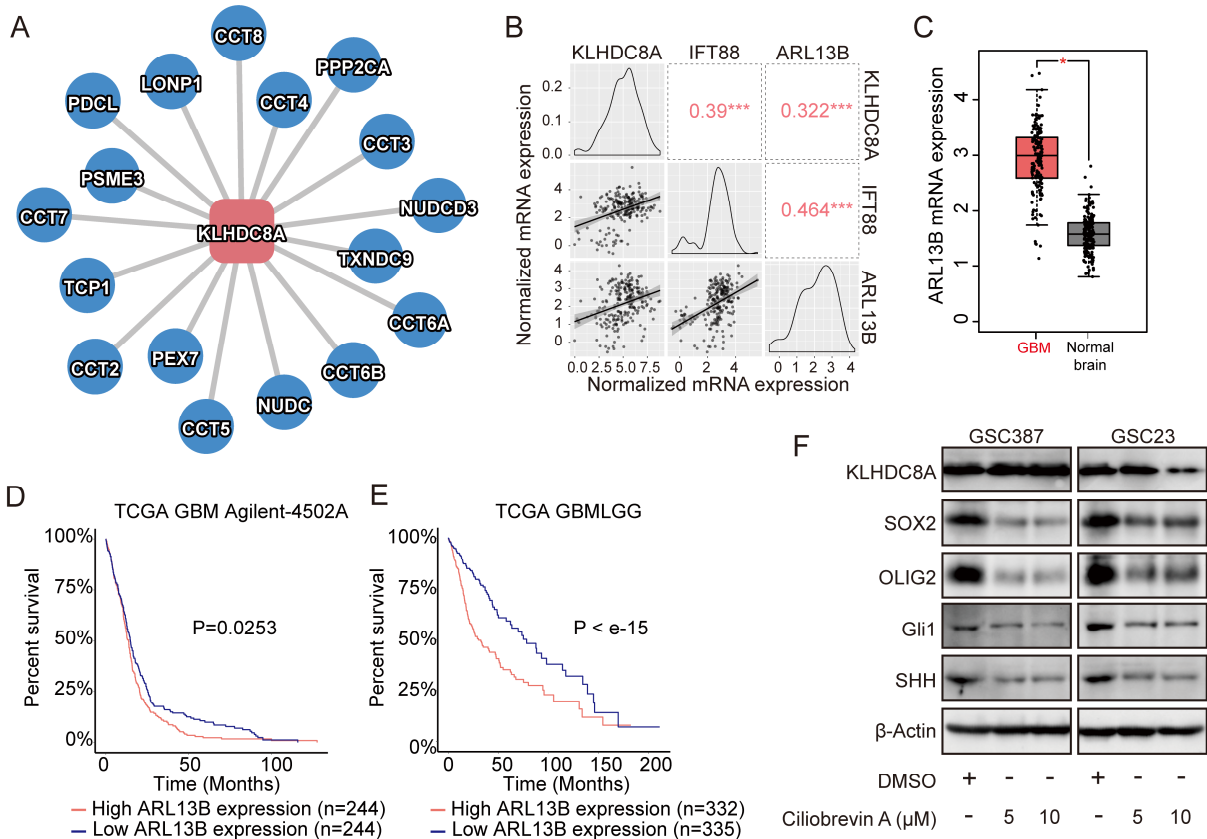 A
CCT8
LONP1
PPP2CA
PDCL
CCT4
CCT3
PSME3
CCT7
NUDCD3
KLHDC8A
TXNDC9
TCP1
CCT6A
CCT2
PEX7
CCT6B
NUDC
CCT5
B
KLHDC8A IFT88 ARL13B
0.2
0.1
0.0
0.39*** 0.322***
KLHDC8A
4
2
0
0.464***
IFT88
4
3
2
1
0
ARL13B
0.0 2.5 5.0 7.5 0 2 4 0 1 2 3 4
Normalized mRNA expression
Normalized mRNA expression
C
ARL13B mRNA expression
*
4
3
2
1
0
GBM Normal
brain
D
TCGA GBM Agilent-4502A
Percent survival
100%
75%
50%
25%
0%
P=0.0253
0 50 100
Time (Months)
High ARL13B expression (n=244)
Low ARL13B expression (n=244)
E
TCGA GBMLGG
Percent survival
100%
75%
50%
25%
0%
P < e-15
0 50 100 150 200
Time (Months)
High ARL13B expression (n=332)
Low ARL13B expression (n=335)
F
GSC387 GSC23
KLHDC8A
SOX2
OLIG2
Gli1
SHH
β-Actin
DMSO + - - + - -
Ciliobrevin A (µM) - 5 10 - 5 10